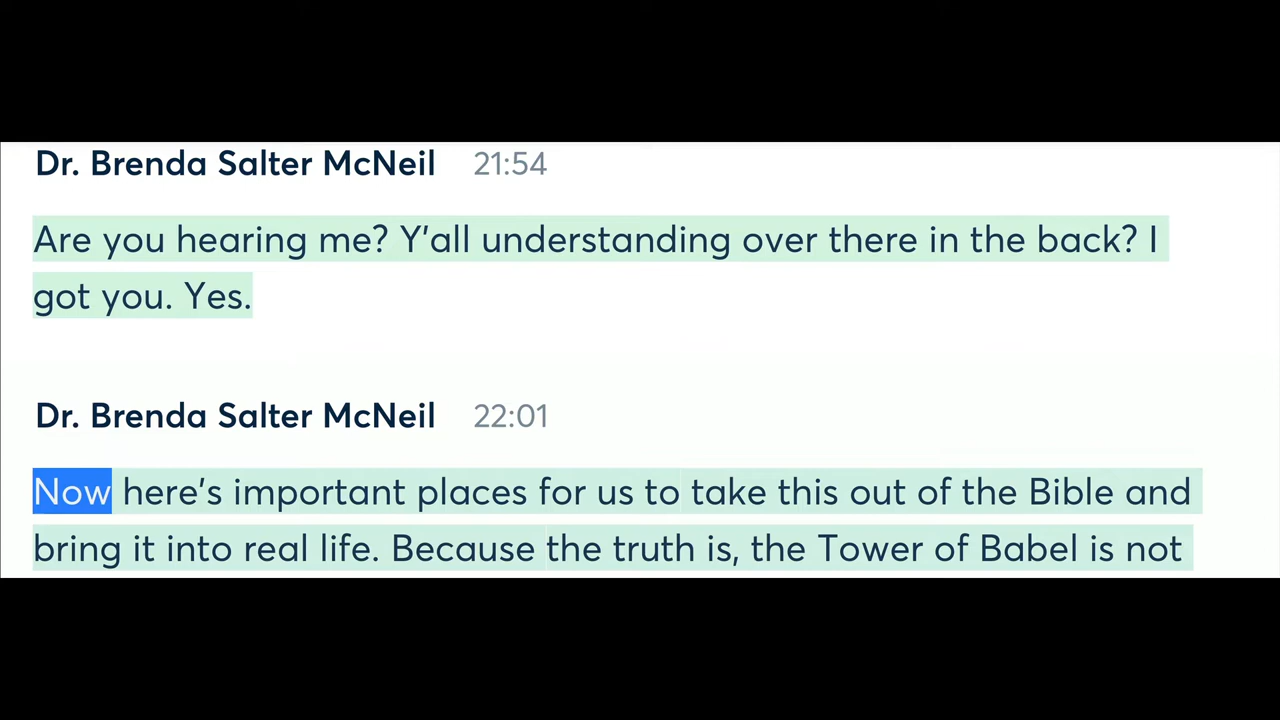 Dr. Brenda Salter McNeil 21:54
Are you hearing me? Y'all understanding over there in the back? I
got you. Yes.
Dr. Brenda Salter McNeil 22:01
Now here's important places for us to take this out of the Bible and
bring it into real life. Because the truth is, the Tower of Babel is not